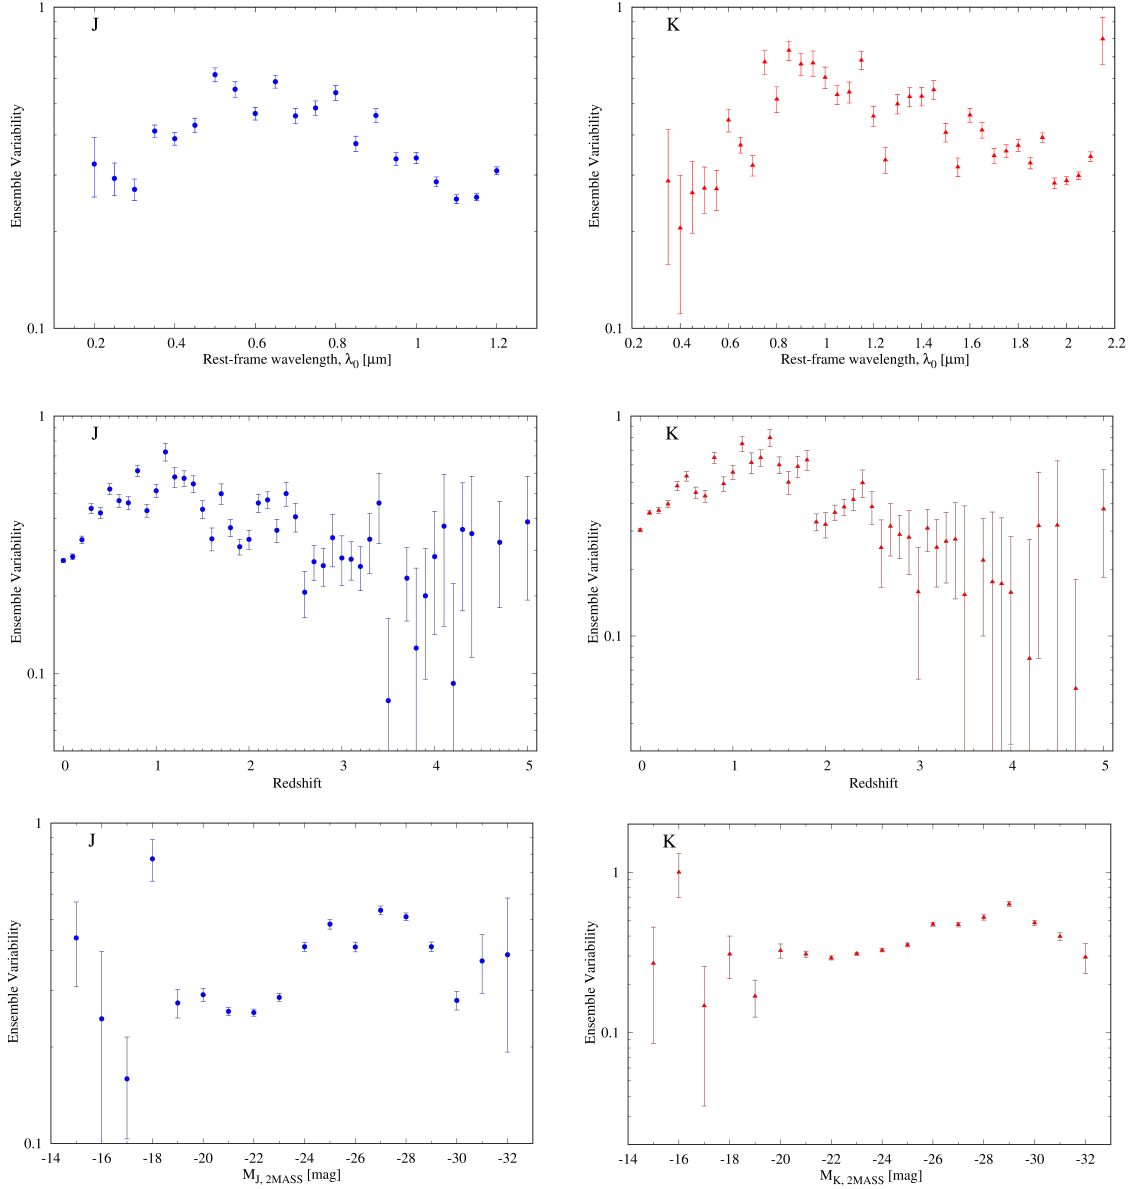 J
1
0.1
Ensemble Variability
0.2 0.4 0.6 0.8 1 1.2
Rest-frame wavelength, λ0 [μm]
K
1
0.1
Ensemble Variability
0.2 0.4 0.6 0.8 1 1.2 1.4 1.6 1.8 2 2.2
Rest-frame wavelength, λ0 [μm]
J
1
0.1
Ensemble Variability
0 1 2 3 4 5
Redshift
K
1
0.1
Ensemble Variability
0 1 2 3 4 5
Redshift
J
1
0.1
Ensemble Variability
-14 -16 -18 -20 -22 -24 -26 -28 -30 -32
MJ, 2MASS [mag]
K
1
0.1
Ensemble Variability
-14 -16 -18 -20 -22 -24 -26 -28 -30 -32
MK, 2MASS [mag]